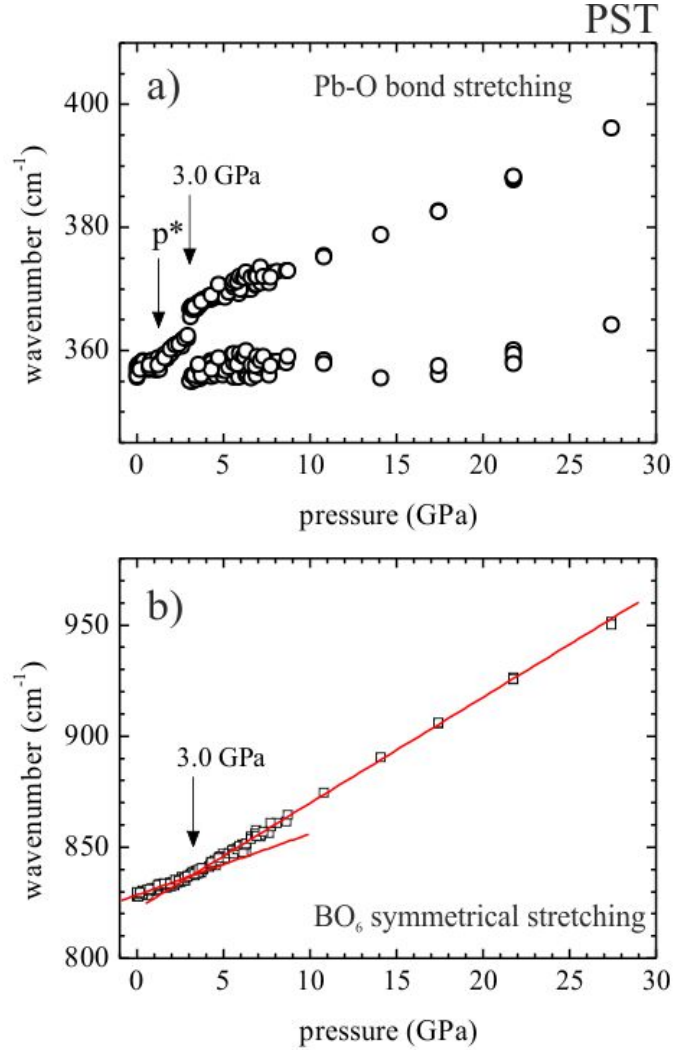 PST
a)
Pb-O bond stretching
400
3.0 GPa
380
p*
360
wavenumber (cm⁻¹)
0 5 10 15 20 25 30
pressure (GPa)
b)
950
900
3.0 GPa
850
800
wavenumber (cm⁻¹)
BO₆ symmetrical stretching
0 5 10 15 20 25 30
pressure (GPa)